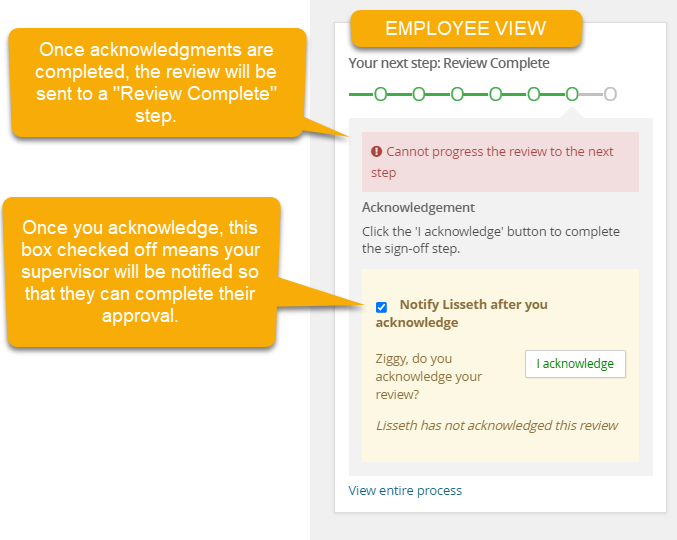 EMPLOYEE VIEW
Once acknowledgments are
completed, the review will be
sent to a "Review Complete"
step.
Your next step: Review Complete
Cannot progress the review to the next
step
Acknowledgement
Click the 'I acknowledge' button to complete
the sign-off step.
Once you acknowledge, this
box checked off means your
supervisor will be notified so
that they can complete their
approval.
Notify Lisseth after you
acknowledge
Ziggy, do you
acknowledge your
review?
I acknowledge
Lisseth has not acknowledged this review
View entire process